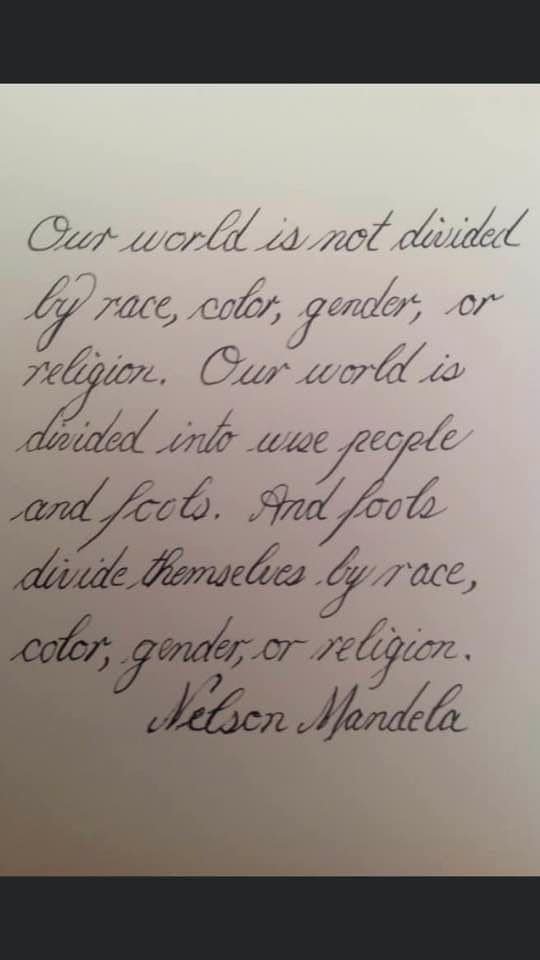 Our world is not divided
by race, color, gender, or
religion. Our world is
divided into wise people
and fools. And fools
divide themselves by race,
color, gender, or religion.
Nelson Mandela